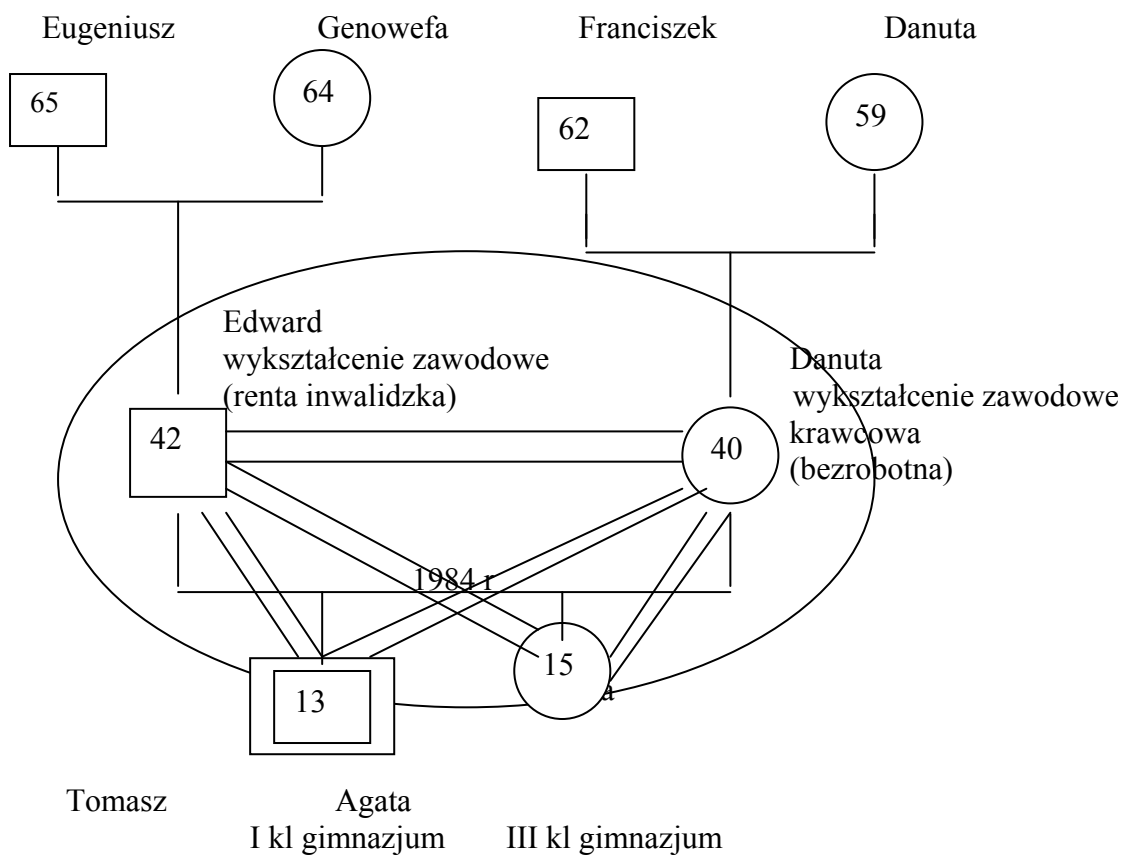 Eugeniusz Genowefa Franciszek Danuta
65 64 62 59
Edward
wykształcenie zawodowe
(renta inwalidzka)
Danuta
wykształcenie zawodowe
krawcowa
(bezrobotna)
42 40
1984 r
13 15
a
Tomasz Agata
I kl gimnazjum III kl gimnazjum